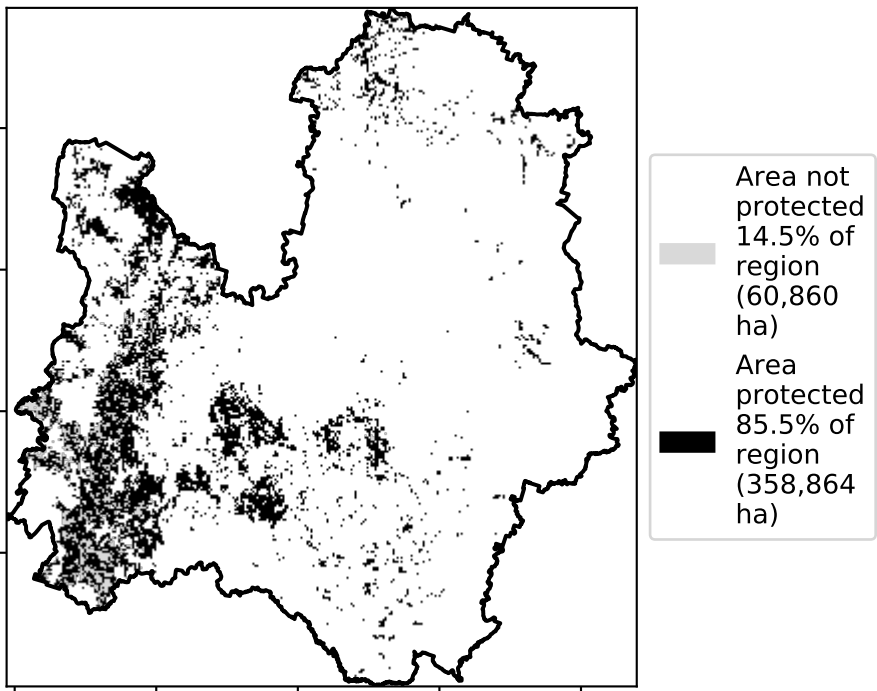 Area not
protected
14.5% of
region
(60,860
ha)
Area
protected
85.5% of
region
(358,864
ha)